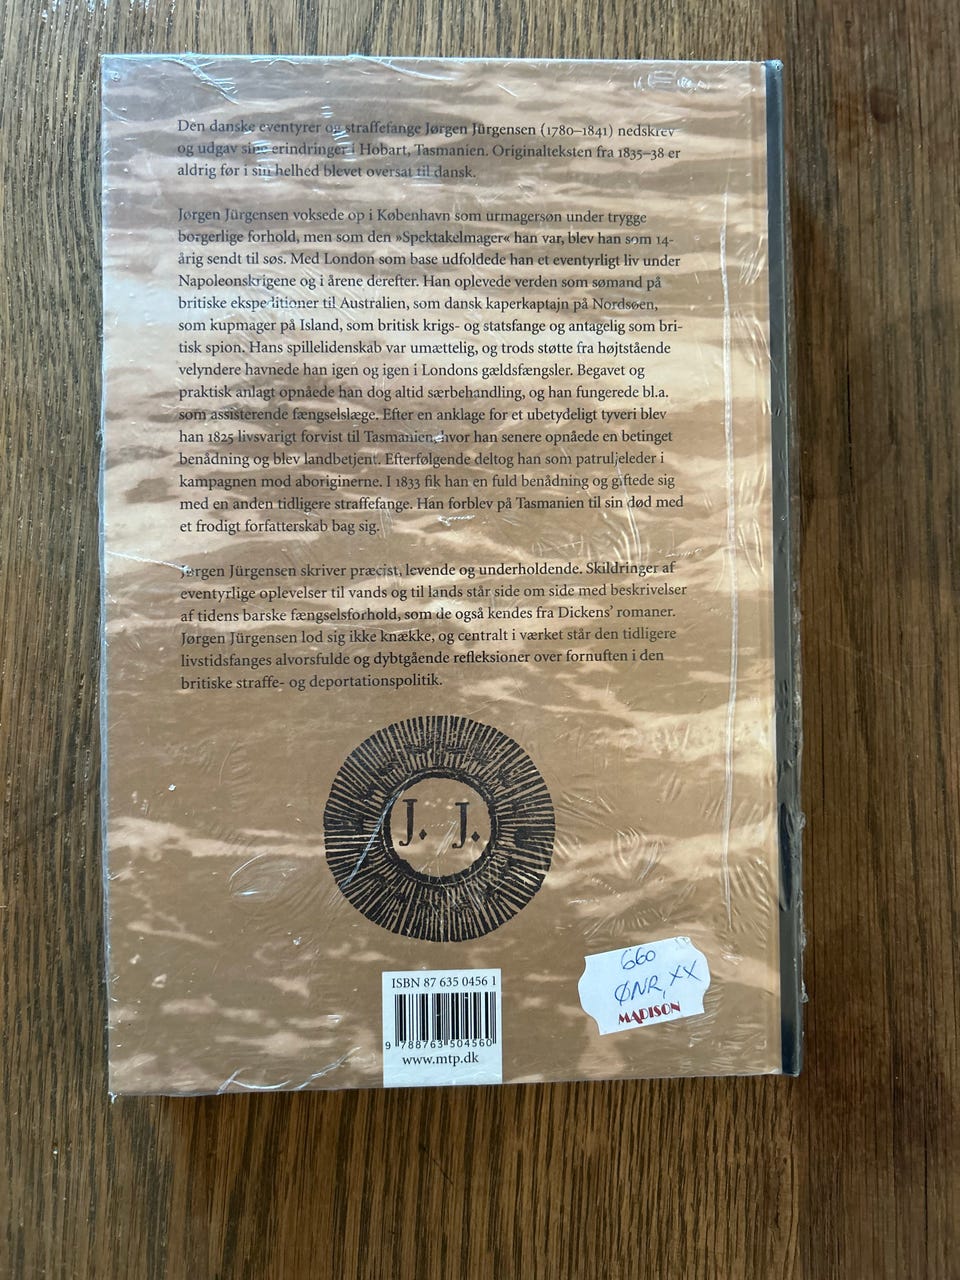 Den danske eventyrer og straffefange Jørgen Jürgensen (1780–1841) nedskrev
og udgav sine erindringer i Hobart, Tasmanien. Originalteksten fra 1835–38 er
aldrig før i sin helhed blevet oversat til dansk.
Jørgen Jürgensen voksede op i København som urmagersøn under trygge
borgerlige forhold, men som den »Spektakelmager« han var, blev han som 14-
årig sendt til søs. Med London som base udfoldede han et eventyrligt liv under
Napoleonskrigene og i årene derefter. Han oplevede verden som sømand på
britiske ekspeditioner til Australien, som dansk kaperkaptajn på Nordsøen,
som kupmager på Island, som britisk krigs- og statsfange og antagelig som bri-
tisk spion. Hans spillelidenskab var umættelig, og trods støtte fra højtstående
velyndere havnede han igen og igen i Londons gældsfængsler. Begavet og
praktisk anlagt opnåede han dog altid særbehandling, og han fungerede bl.a.
som assisterende fængselslæge. Efter en anklage for et ubetydeligt tyveri blev
han 1825 livsvarigt forvist til Tasmanien, hvor han senere opnåede en betinget
benådning og blev landbetjent. Efterfølgende deltog han som patruljeleder i
kampagnen mod aboriginerne. I 1833 fik han en fuld benådning og giftede sig
med en anden tidligere straffefange. Han forblev på Tasmanien til sin død med
et frodigt forfatterskab bag sig.
Jørgen Jürgensen skriver præcist, levende og underholdende. Skildringer af
eventyrlige oplevelser til vands og til lands står side om side med beskrivelser
af tidens barske fængselsforhold, som de også kendes fra Dickens' romaner.
Jørgen Jürgensen lod sig ikke knække, og centralt i værket står den tidligere
livstidsfanges alvorsfulde og dybtgående refleksioner over fornuften i den
britiske straffe- og deportationspolitik.
J. J.
ISBN 87 635 0456 1
9 788763 504560
www.mtp.dk
660
ØNR, XX
MADISON